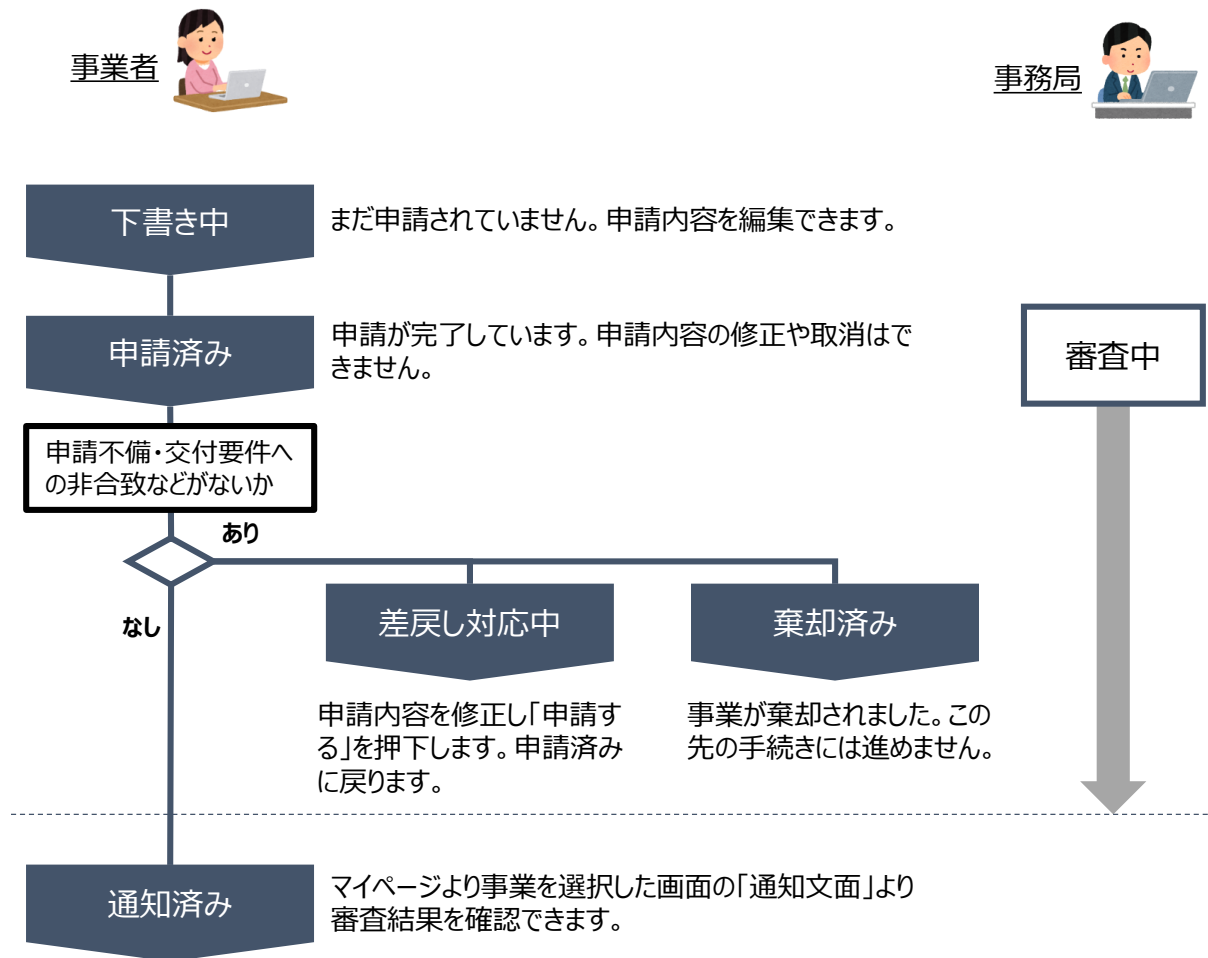 事業者
事務局
下書き中
まだ申請されていません。申請内容を編集できます。
申請済み
申請が完了しています。申請内容の修正や取消はで
きません。
審査中
申請不備・交付要件へ
の非合致などがないか
あり
なし
差戻し対応中
棄却済み
申請内容を修正し「申請す
る」を押下します。申請済み
に戻ります。
事業が棄却されました。この
先の手続きには進めません。
通知済み
マイページより事業を選択した画面の「通知文面」より
審査結果を確認できます。